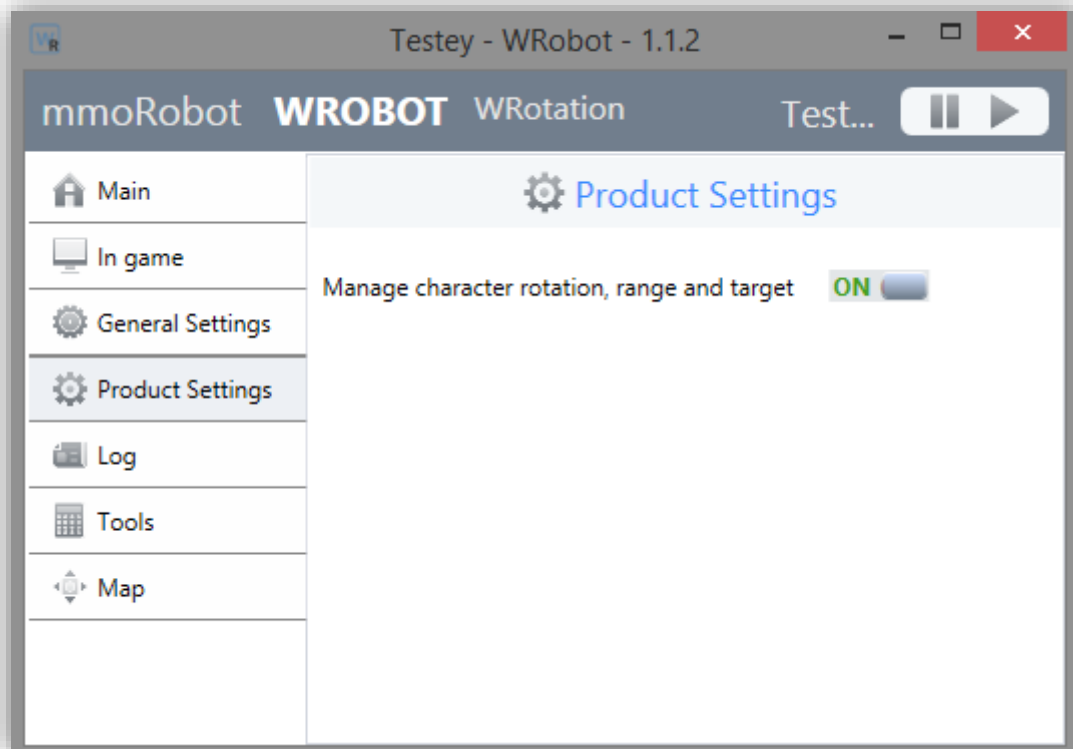 WR
Testey - WRobot - 1.1.2
mmoRobot WROBOT WRotation Test...
Main
In game
General Settings
Product Settings
Log
Tools
Map
Product Settings
Manage character rotation, range and target ON